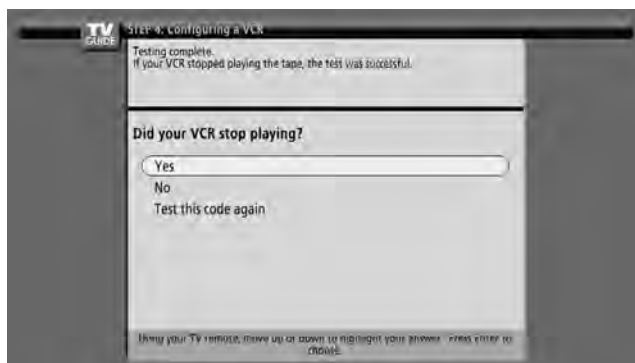 TV
GUIDE
STEP 4: Configuring a VCR
Testing complete.
If your VCR stopped playing the tape, the test was successful.
Did your VCR stop playing?
Yes
No
Test this code again
Using your TV remote, move up or down to highlight your answer. Press enter to
choose.